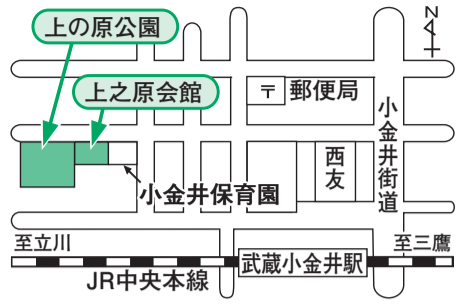 上の原公園
N
上之原会館
〒 郵便局
小金井街道
西友
小金井保育園
至立川
至三鷹
武蔵小金井駅
JR中央本線